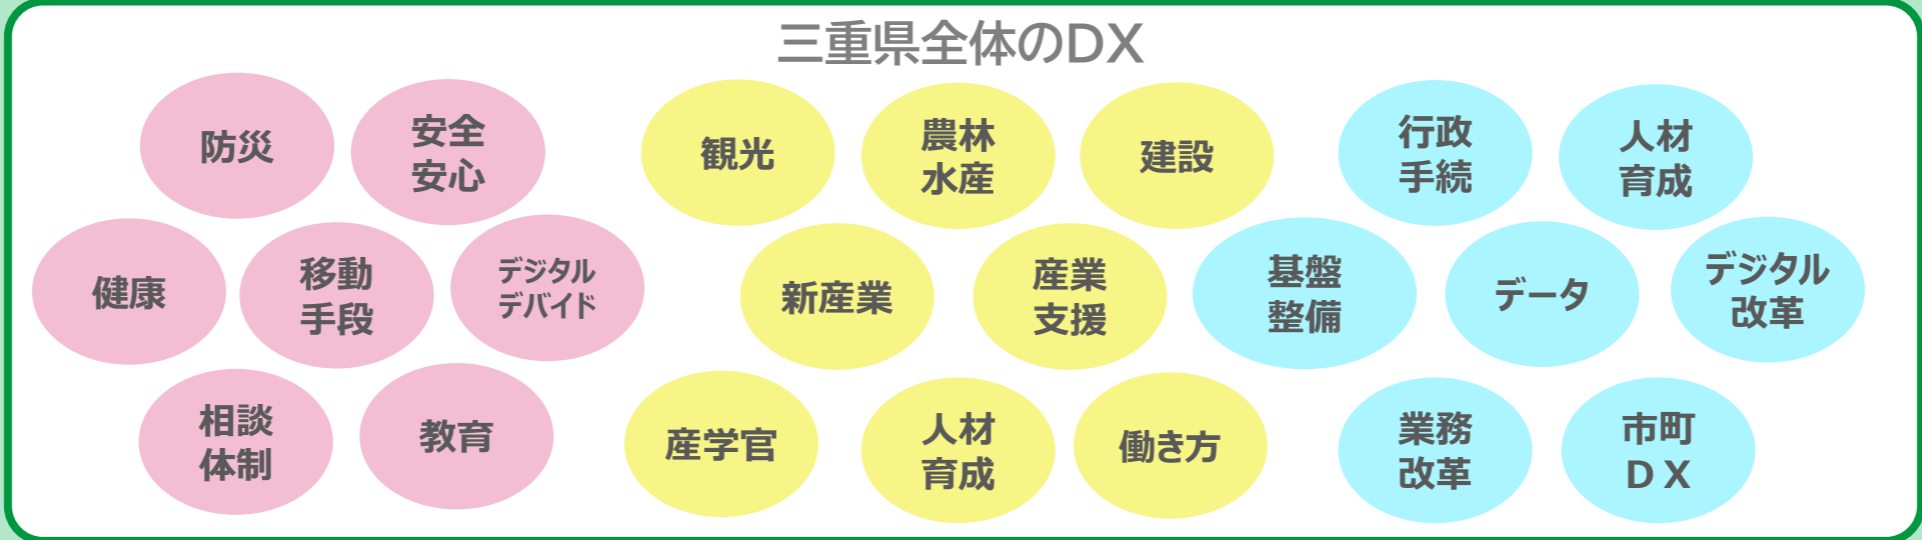 三重県全体のDX
防災
安全
安心
健康
移動
手段
デジタル
デバイド
相談
体制
教育
観光
農林
水産
建設
新産業
産業
支援
産学官
人材
育成
働き方
行政
手続
人材
育成
基盤
整備
データ
デジタル
改革
業務
改革
市町
ＤＸ